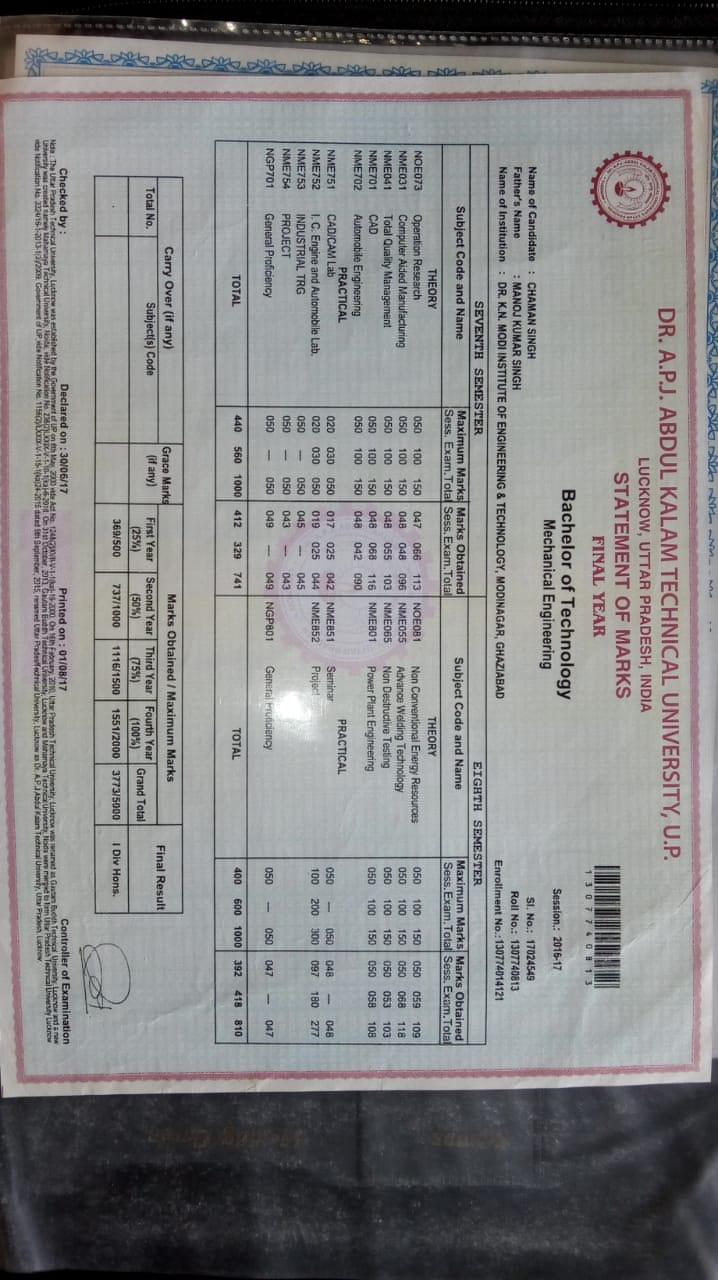 DR. A.P.J. ABDUL KALAM TECHNICAL UNIVERSITY, U.P.
LUCKNOW, UTTAR PRADESH, INDIA
STATEMENT OF MARKS
FINAL YEAR
1 3 0 7 7 4 0 8 1 3
Bachelor of Technology
Mechanical Engineering
Session.: 2016-17
Sl. No.: 17024549
Name of Candidate : CHAMAN SINGH
Roll No.: 1307740813
Father's Name : MANOJ KUMAR SINGH
Enrollment No.:130774014121
Name of Institution : DR. K.N. MODI INSTITUTE OF ENGINEERING & TECHNOLOGY, MODINAGAR, GHAZIABAD
SEVENTH SEMESTER EIGHTH SEMESTER
Subject Code and Name Maximum Marks Marks Obtained Subject Code and Name Maximum Marks Marks Obtained
Sess. Exam. Total Sess. Exam. Total Sess. Exam. Total Sess. Exam. Total
THEORY THEORY
NOE073 Operation Research 050 100 150 047 066 113 NOE081 Non Conventional Energy Resources 050 100 150 050 059 109
NME031 Computer Aided Manufacturing 050 100 150 048 048 096 NME055 Advance Welding Technology 050 100 150 050 068 118
NME041 Total Quality Management 050 100 150 048 055 103 NME065 Non Destructive Testing 050 100 150 050 053 103
NME701 CAD 050 100 150 048 068 116 NME801 Power Plant Engineering 050 100 150 050 058 108
NME702 Automobile Engineering 050 100 150 048 042 090
PRACTICAL PRACTICAL
NME751 CAD/CAM Lab 020 030 050 017 025 042 NME851 Seminar 050 — 050 048 — 048
NME752 I. C. Engine and Automobile Lab. 020 030 050 019 025 044 NME852 Project 100 200 300 097 180 277
NME753 INDUSTRIAL TRG 050 — 050 045 — 045
NME754 PROJECT 050 — 050 043 — 043
NGP701 General Proficiency 050 — 050 049 — 049 NGP801 General Proficiency 050 — 050 047 — 047
TOTAL 440 560 1000 412 329 741 TOTAL 400 600 1000 392 418 810
Carry Over (if any) Grace Marks (if any) Marks Obtained / Maximum Marks Final Result
Total No. Subject(s) Code First Year (25%) Second Year (50%) Third Year (75%) Fourth Year (100%) Grand Total
369/500 737/1000 1116/1500 1551/2000 3773/5000 I Div Hons.
Checked by : Declared on : 30/06/17 Printed on : 01/08/17 Controller of Examination